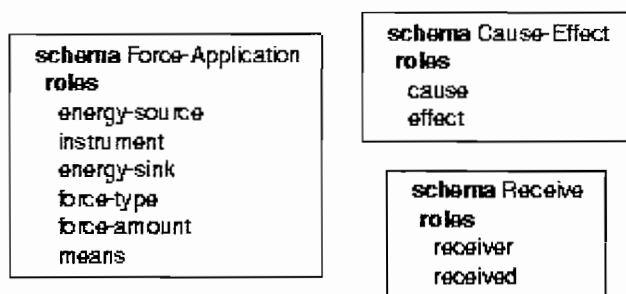 schema Force-Application
roles
energy-source
instrument
energy-sink
force-type
force-amount
means
schema Cause-Effect
roles
cause
effect
schema Receive
roles
receiver
received